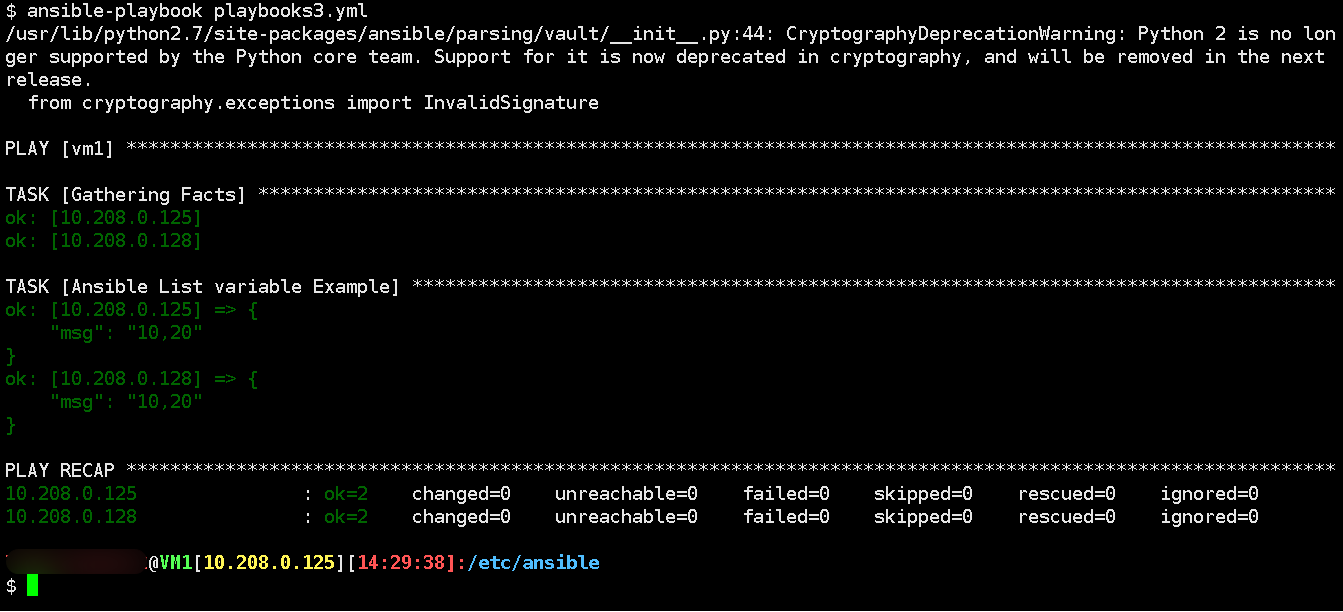 $ ansible-playbook playbooks3.yml
/usr/lib/python2.7/site-packages/ansible/parsing/vault/__init__.py:44: CryptographyDeprecationWarning: Python 2 is no lon
ger supported by the Python core team. Support for it is now deprecated in cryptography, and will be removed in the next
release.
  from cryptography.exceptions import InvalidSignature

PLAY [vm1] **************************************************************************************************************

TASK [Gathering Facts] **************************************************************************************************
ok: [10.208.0.125]
ok: [10.208.0.128]

TASK [Ansible List variable Example] ************************************************************************************
ok: [10.208.0.125] => {
    "msg": "10,20"
}
ok: [10.208.0.128] => {
    "msg": "10,20"
}

PLAY RECAP **************************************************************************************************************
10.208.0.125               : ok=2    changed=0    unreachable=0    failed=0    skipped=0    rescued=0    ignored=0
10.208.0.128               : ok=2    changed=0    unreachable=0    failed=0    skipped=0    rescued=0    ignored=0

@VM1[10.208.0.125][14:29:38]:/etc/ansible
$